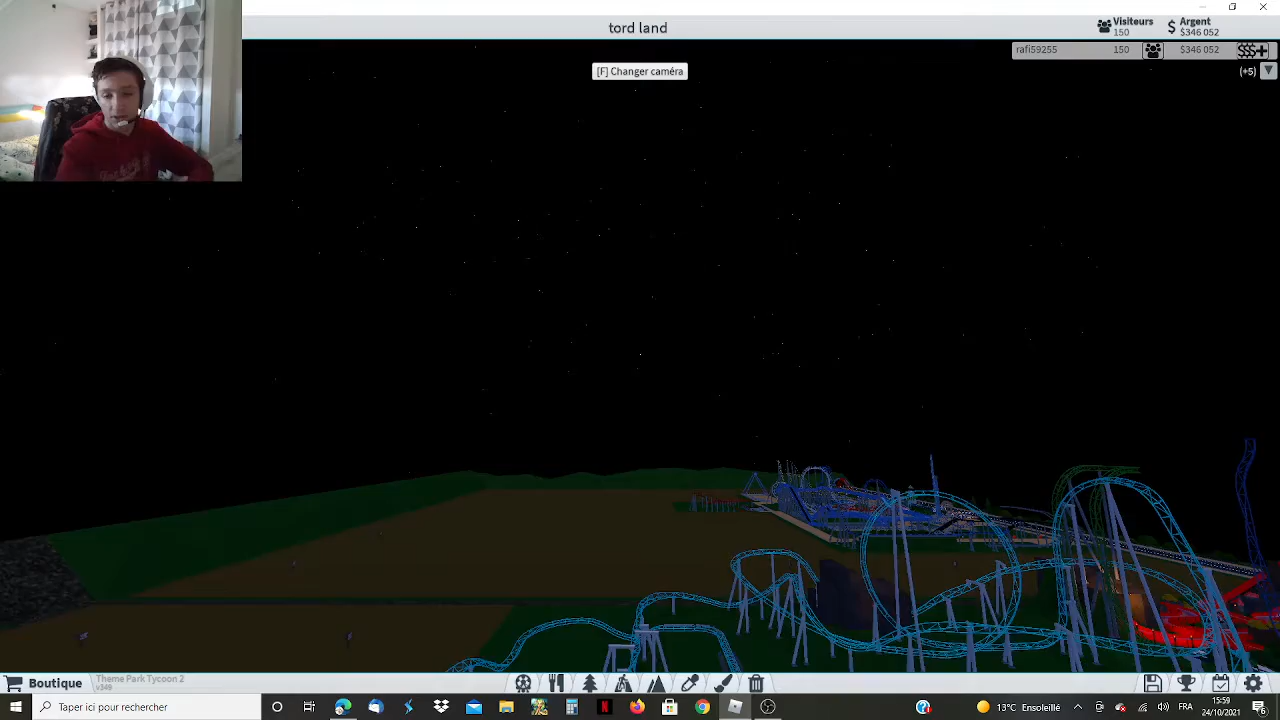 tord land
Visiteurs
150
Argent
$346 052
rafi59255 150 $346 052
[F] Changer caméra
(+5)
Boutique
Theme Park Tycoon 2
v349
Taper ici pour rechercher
13°C Ensoleillé
FRA
15:59
24/10/2021